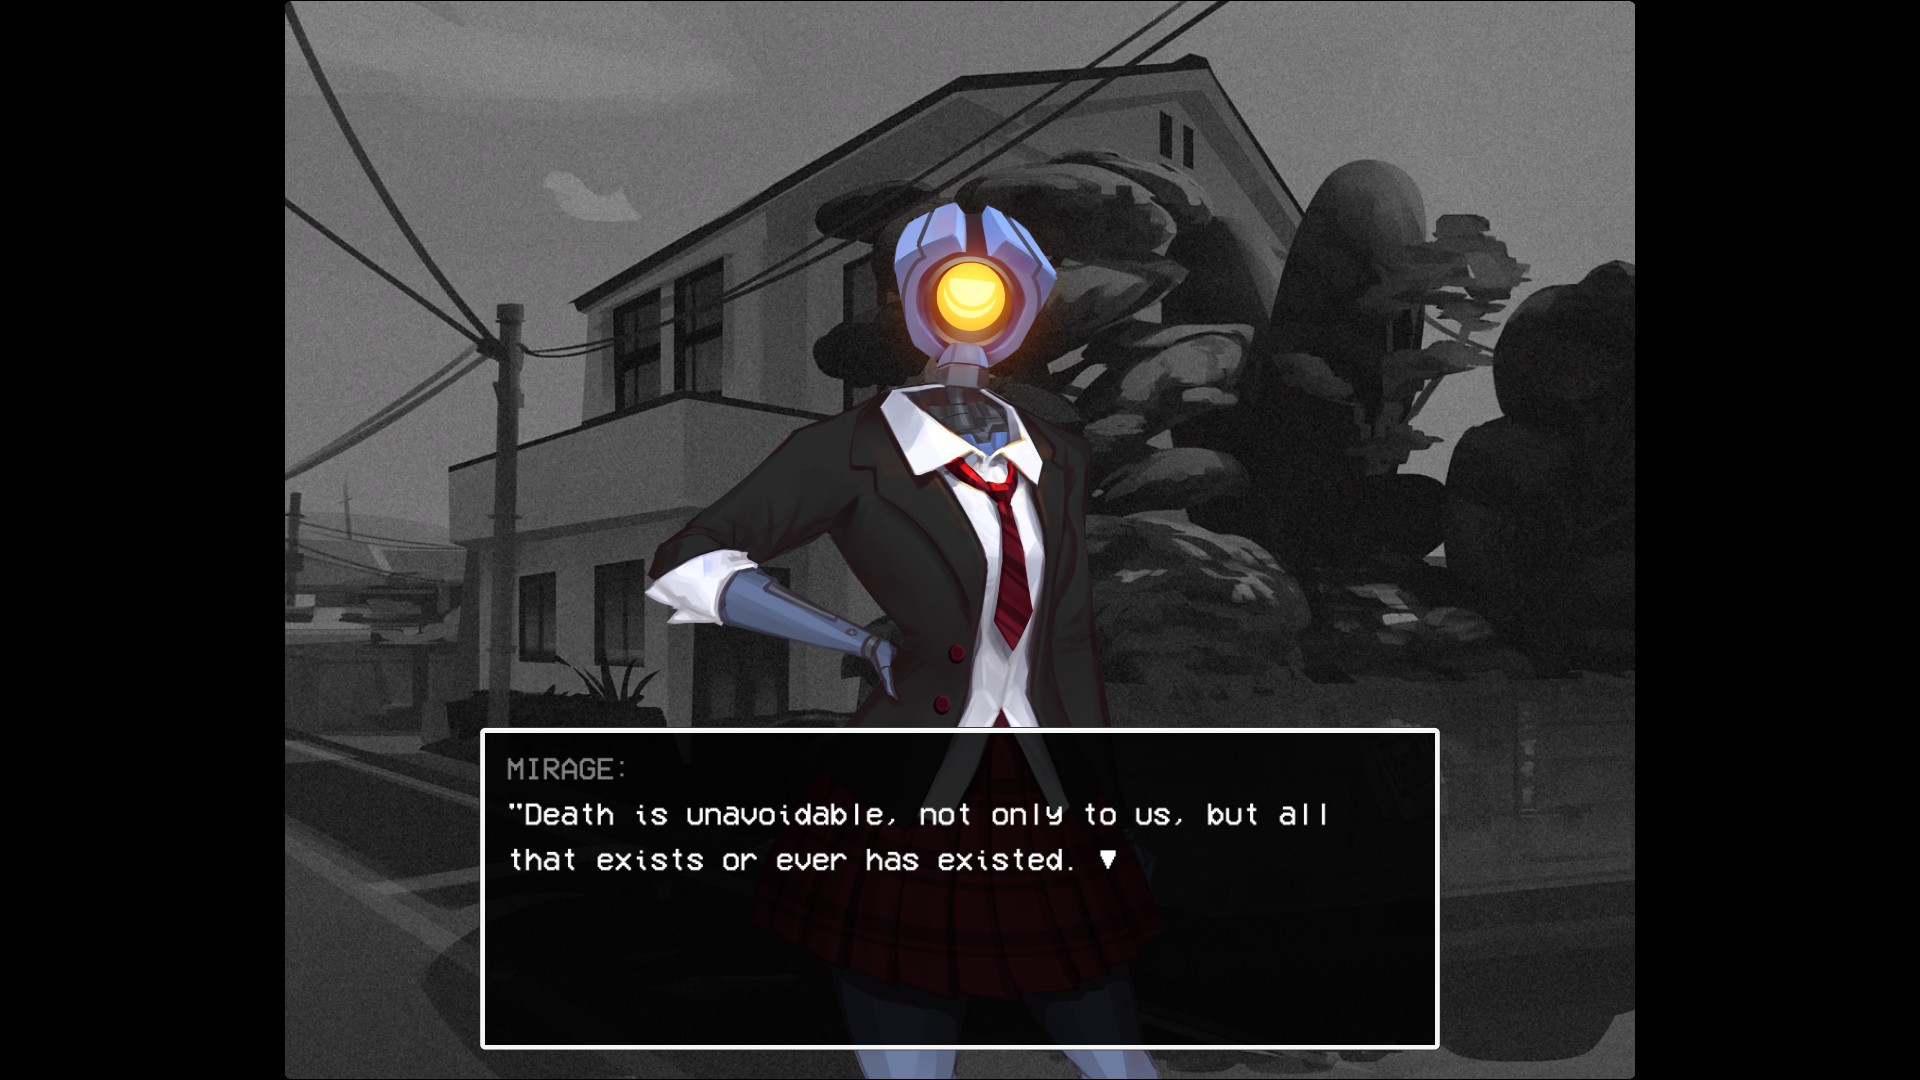 MIRAGE:
"Death is unavoidable, not only to us, but all
that exists or ever has existed. ▼